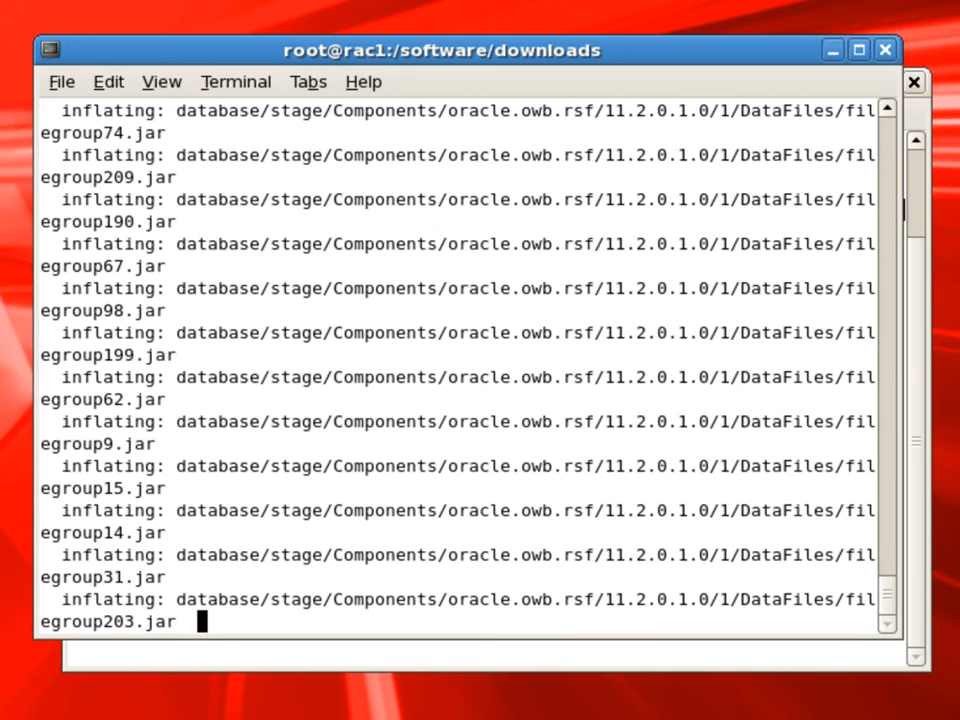 root@rac1:/software/downloads
File Edit View Terminal Tabs Help
inflating: database/stage/Components/oracle.owb.rsf/11.2.0.1.0/1/DataFiles/fil
egroup74.jar
inflating: database/stage/Components/oracle.owb.rsf/11.2.0.1.0/1/DataFiles/fil
egroup209.jar
inflating: database/stage/Components/oracle.owb.rsf/11.2.0.1.0/1/DataFiles/fil
egroup190.jar
inflating: database/stage/Components/oracle.owb.rsf/11.2.0.1.0/1/DataFiles/fil
egroup67.jar
inflating: database/stage/Components/oracle.owb.rsf/11.2.0.1.0/1/DataFiles/fil
egroup98.jar
inflating: database/stage/Components/oracle.owb.rsf/11.2.0.1.0/1/DataFiles/fil
egroup199.jar
inflating: database/stage/Components/oracle.owb.rsf/11.2.0.1.0/1/DataFiles/fil
egroup62.jar
inflating: database/stage/Components/oracle.owb.rsf/11.2.0.1.0/1/DataFiles/fil
egroup9.jar
inflating: database/stage/Components/oracle.owb.rsf/11.2.0.1.0/1/DataFiles/fil
egroup15.jar
inflating: database/stage/Components/oracle.owb.rsf/11.2.0.1.0/1/DataFiles/fil
egroup14.jar
inflating: database/stage/Components/oracle.owb.rsf/11.2.0.1.0/1/DataFiles/fil
egroup31.jar
inflating: database/stage/Components/oracle.owb.rsf/11.2.0.1.0/1/DataFiles/fil
egroup203.jar